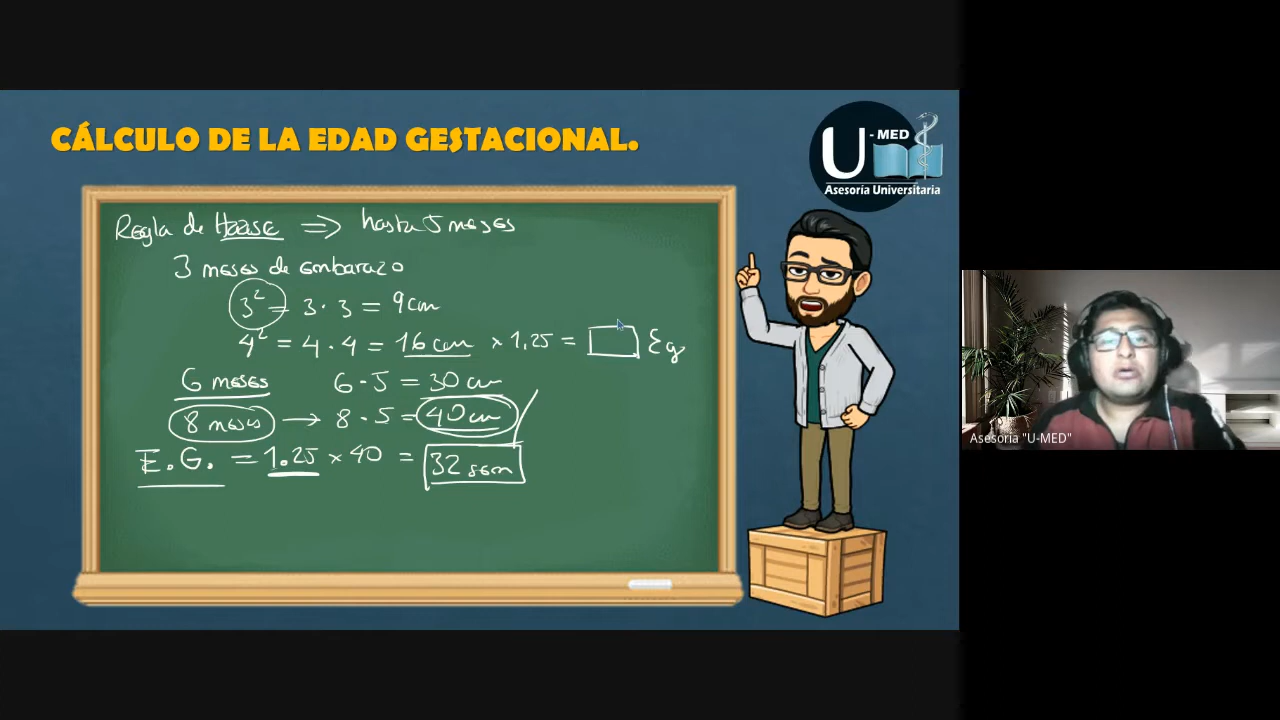 CÁLCULO DE LA EDAD GESTACIONAL.
U-MED
Asesoría Universitaria
Regla de Haase ⇒ hasta 5 meses
3 meses de embarazo
3² = 3 · 3 = 9cm
4² = 4 · 4 = 16 cm × 1,25 = Eg
6 meses 6 · 5 = 30 cm
8 meses → 8 · 5 = 40 cm
E.G. = 1.25 × 40 = 32 sem
Asesoria "U-MED"